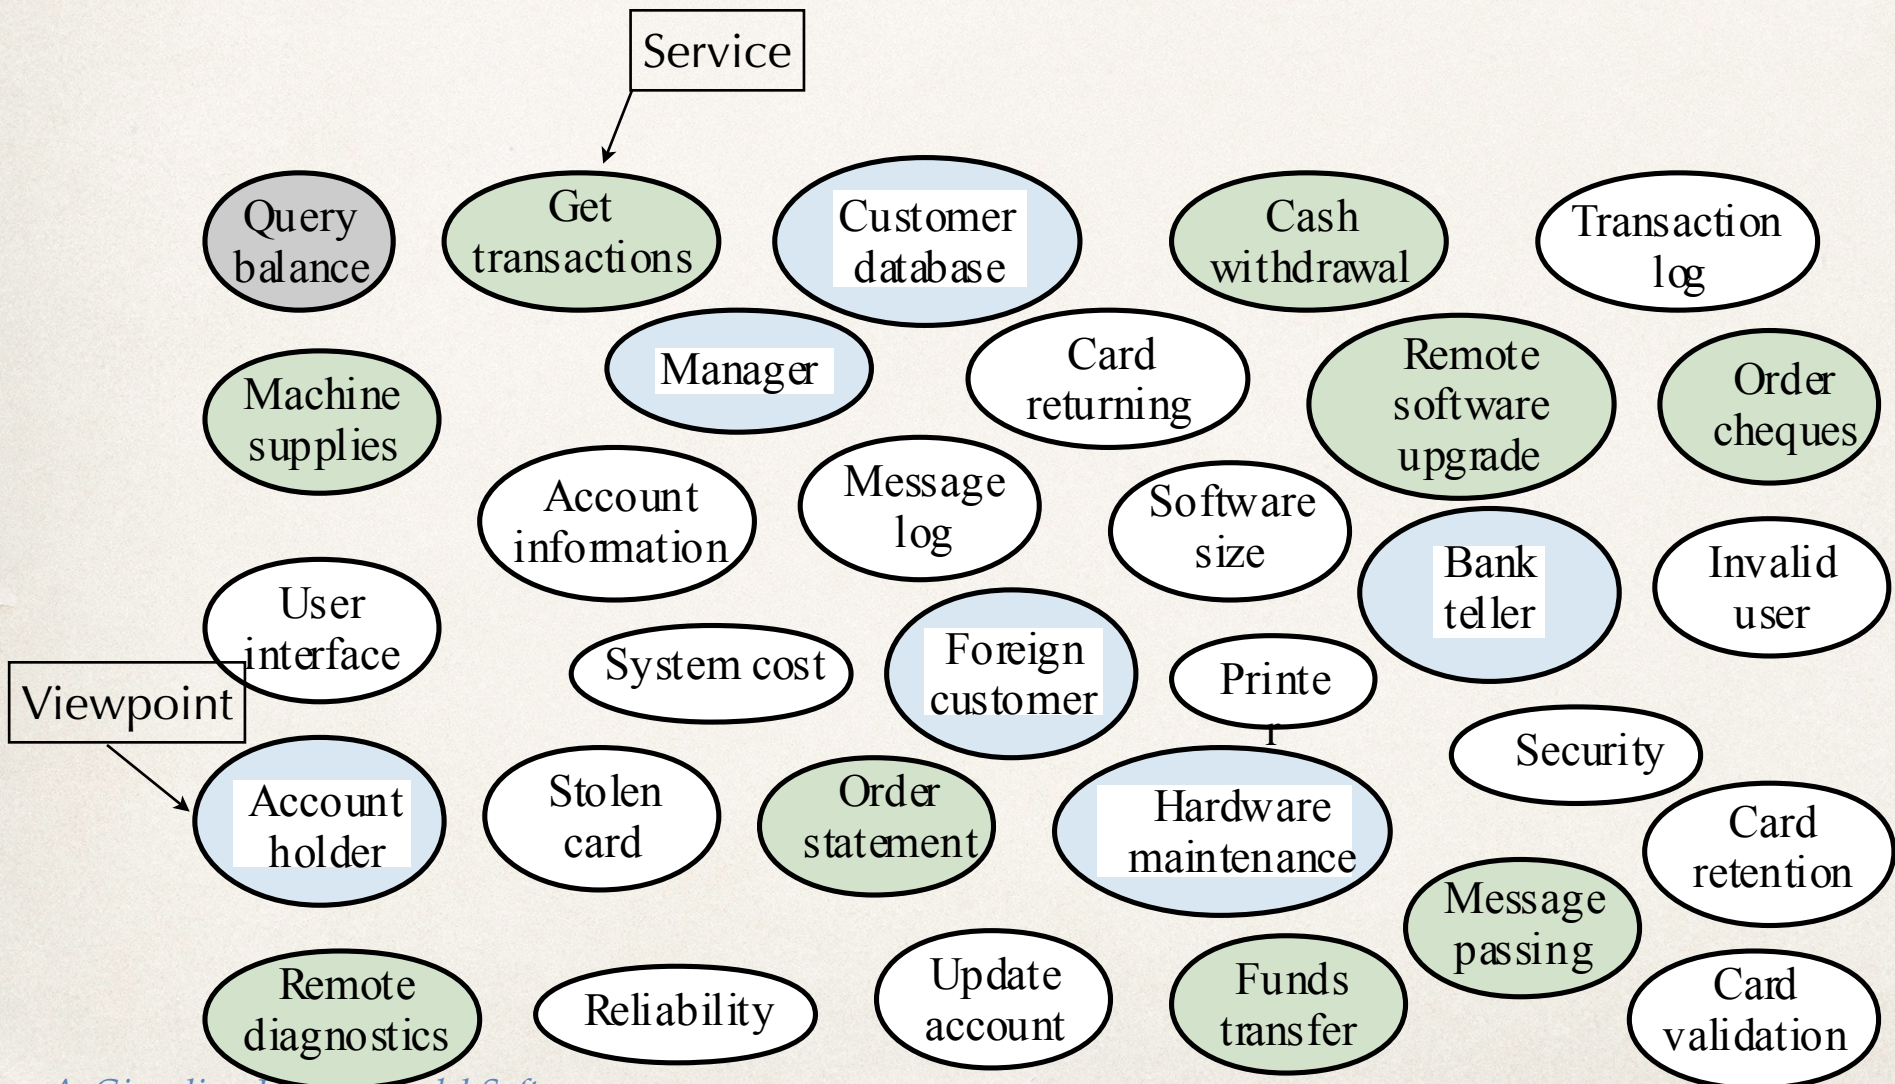 Service
Query
balance
Get
transactions
Customer
database
Cash
withdrawal
Transaction
log
Machine
supplies
Manager
Card
returning
Remote
software
upgrade
Order
cheques
Account
information
Message
log
Software
size
Bank
teller
Invalid
user
User
interface
System cost
Foreign
customer
Printe
r
Viewpoint
Security
Account
holder
Stolen
card
Order
statement
Hardware
maintenance
Card
retention
Message
passing
Remote
diagnostics
Reliability
Update
account
Funds
transfer
Card
validation